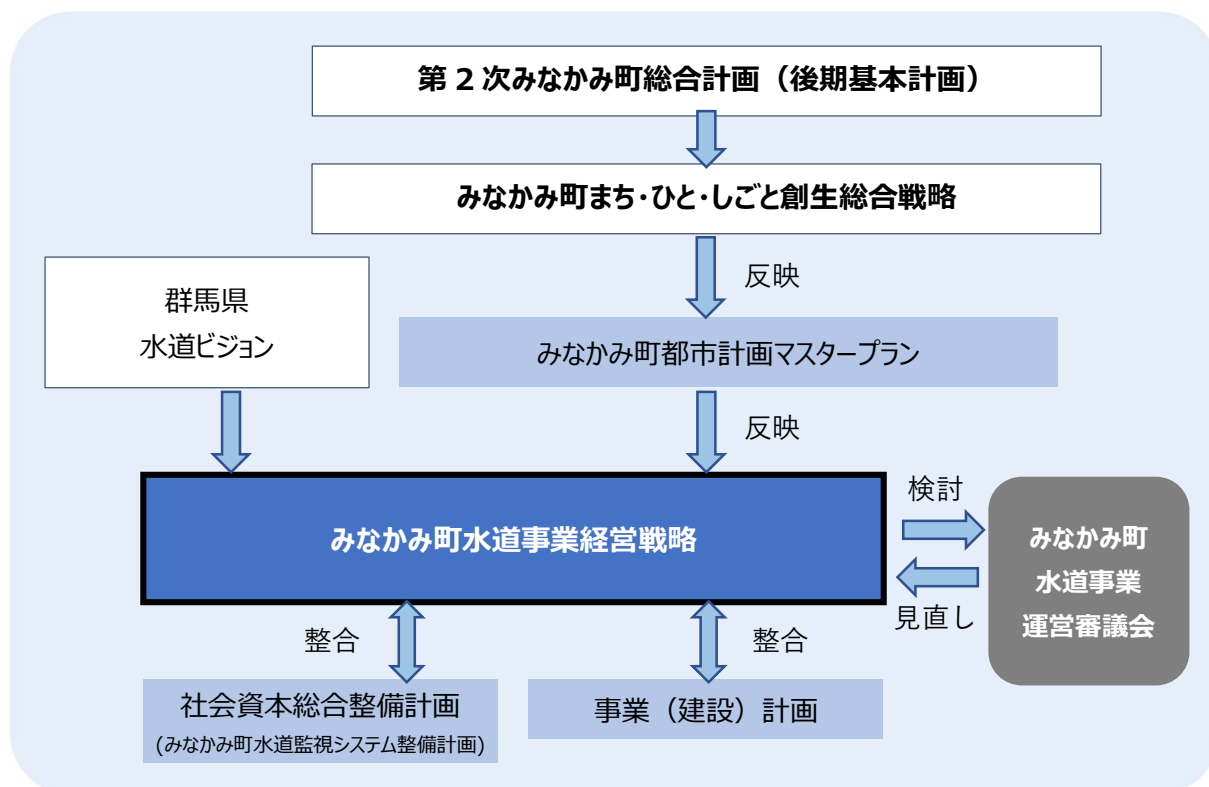 第2次みなかみ町総合計画（後期基本計画）
みなかみ町まち・ひと・しごと創生総合戦略
反映
群馬県
水道ビジョン
みなかみ町都市計画マスタープラン
反映
みなかみ町水道事業経営戦略
検討
見直し
みなかみ町
水道事業
運営審議会
整合
整合
社会資本総合整備計画
(みなかみ町水道監視システム整備計画)
事業（建設）計画